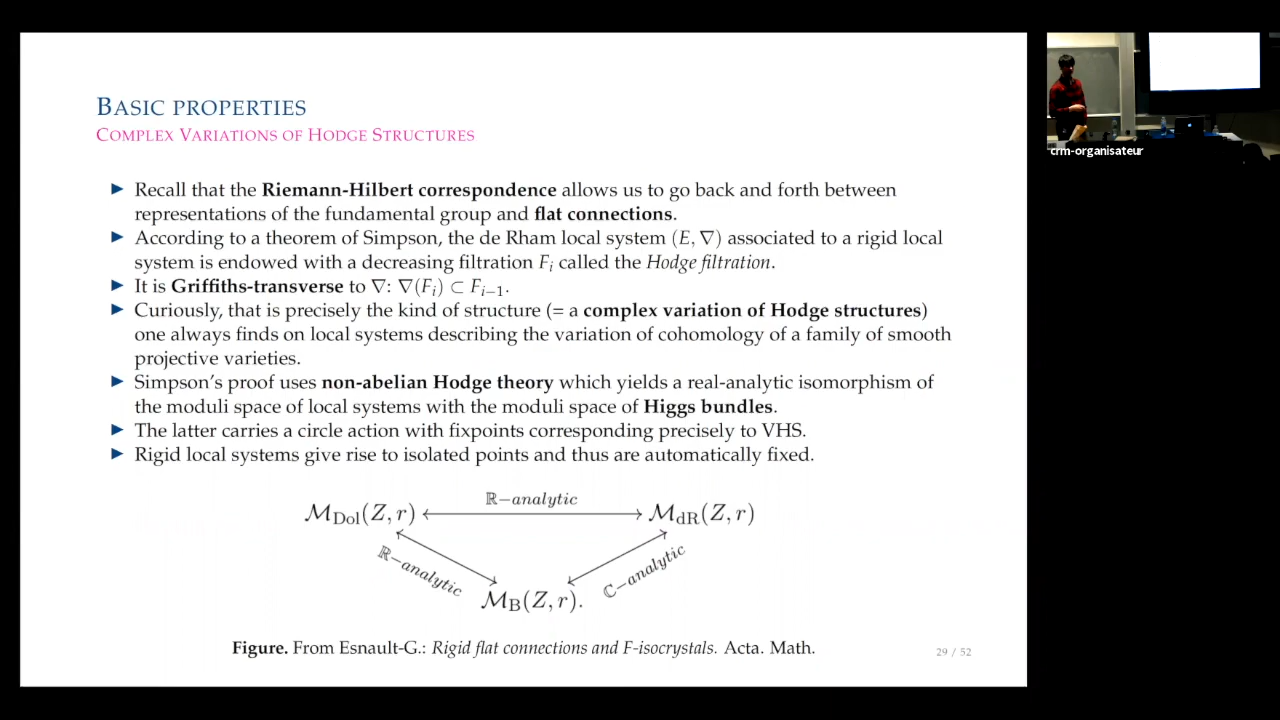 BASIC PROPERTIES
COMPLEX VARIATIONS OF HODGE STRUCTURES
► Recall that the Riemann-Hilbert correspondence allows us to go back and forth between
representations of the fundamental group and flat connections.
► According to a theorem of Simpson, the de Rham local system (E, ∇) associated to a rigid local
system is endowed with a decreasing filtration F_i called the Hodge filtration.
► It is Griffiths-transverse to ∇: ∇(F_i) ⊂ F_{i−1}.
► Curiously, that is precisely the kind of structure (= a complex variation of Hodge structures)
one always finds on local systems describing the variation of cohomology of a family of smooth
projective varieties.
► Simpson's proof uses non-abelian Hodge theory which yields a real-analytic isomorphism of
the moduli space of local systems with the moduli space of Higgs bundles.
► The latter carries a circle action with fixpoints corresponding precisely to VHS.
► Rigid local systems give rise to isolated points and thus are automatically fixed.
ℝ−analytic
ℳ_Dol(Z, r) ⟷ ℳ_dR(Z, r)
ℝ−analytic
ℂ−analytic
ℳ_B(Z, r).
Figure. From Esnault-G.: Rigid flat connections and F-isocrystals. Acta. Math.
29 / 52
crm-organisateur